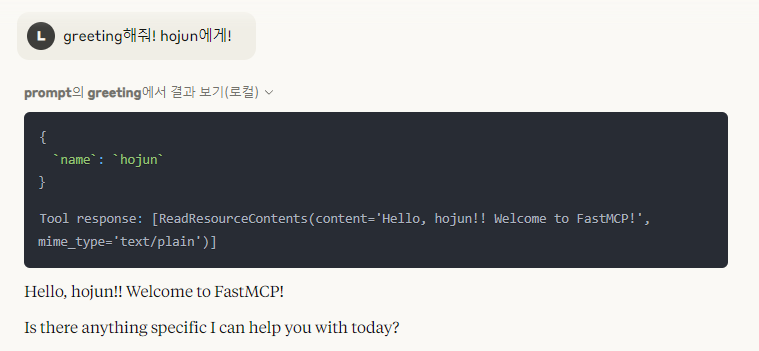 L greeting해줘! hojun에게!
prompt의 greeting에서 결과 보기(로컬)
{
`name`: `hojun`
}
Tool response: [ReadResourceContents(content='Hello, hojun!! Welcome to FastMCP!',
mime_type='text/plain')]
Hello, hojun!! Welcome to FastMCP!
Is there anything specific I can help you with today?